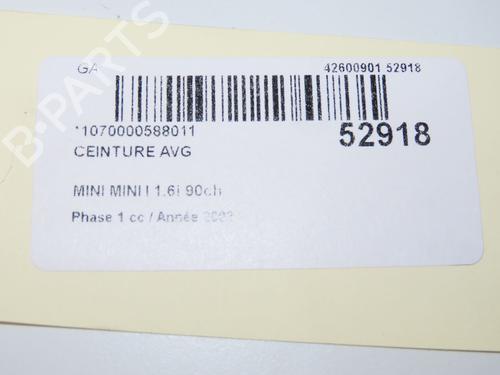 GA 42600901 52918
*1070000588011 52918
CEINTURE AVG
MINI MINI I 1.6i 90ch
Phase 1 cc / Année
B-PARTS